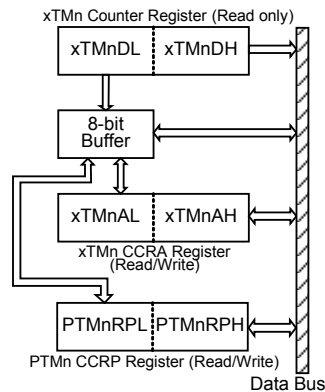 xTMn Counter Register (Read only)
xTMnDL xTMnDH
8-bit
Buffer
xTMnAL xTMnAH
xTMn CCRA Register
(Read/Write)
PTMnRPL PTMnRPH
PTMn CCRP Register (Read/Write)
Data Bus